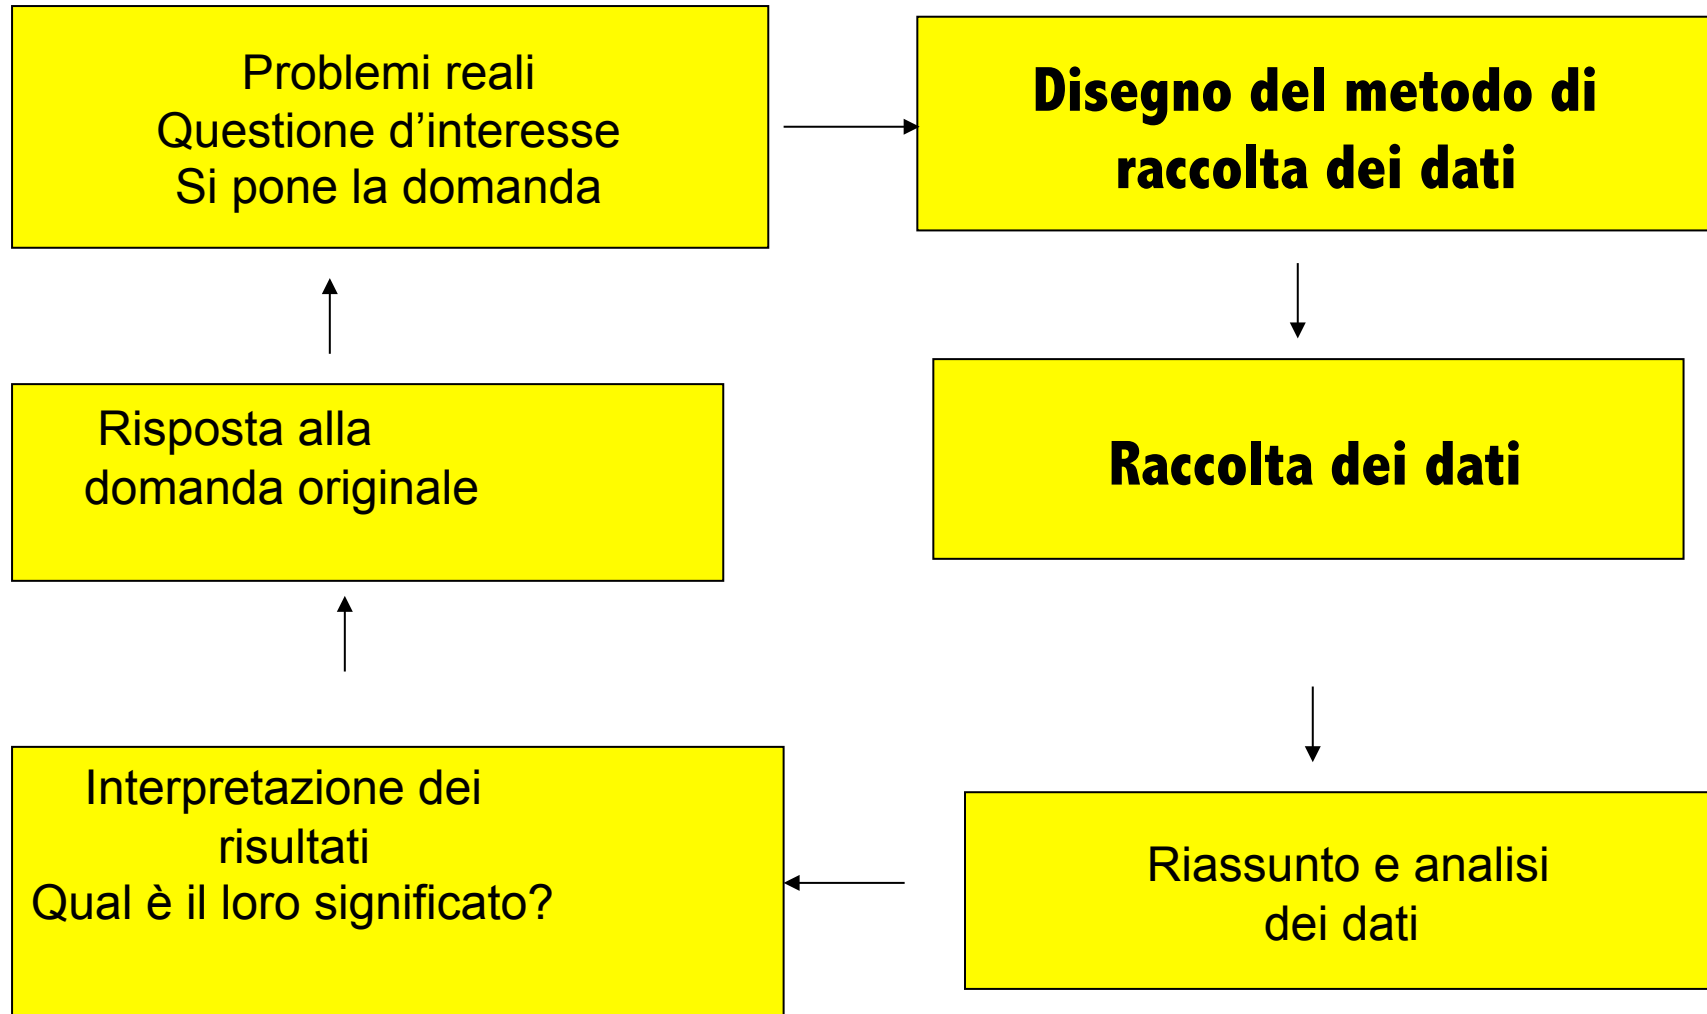 Problemi reali
Questione d’interesse
Si pone la domanda
Disegno del metodo di
raccolta dei dati
Raccolta dei dati
Riassunto e analisi
dei dati
Interpretazione dei
risultati
Qual è il loro significato?
Risposta alla
domanda originale